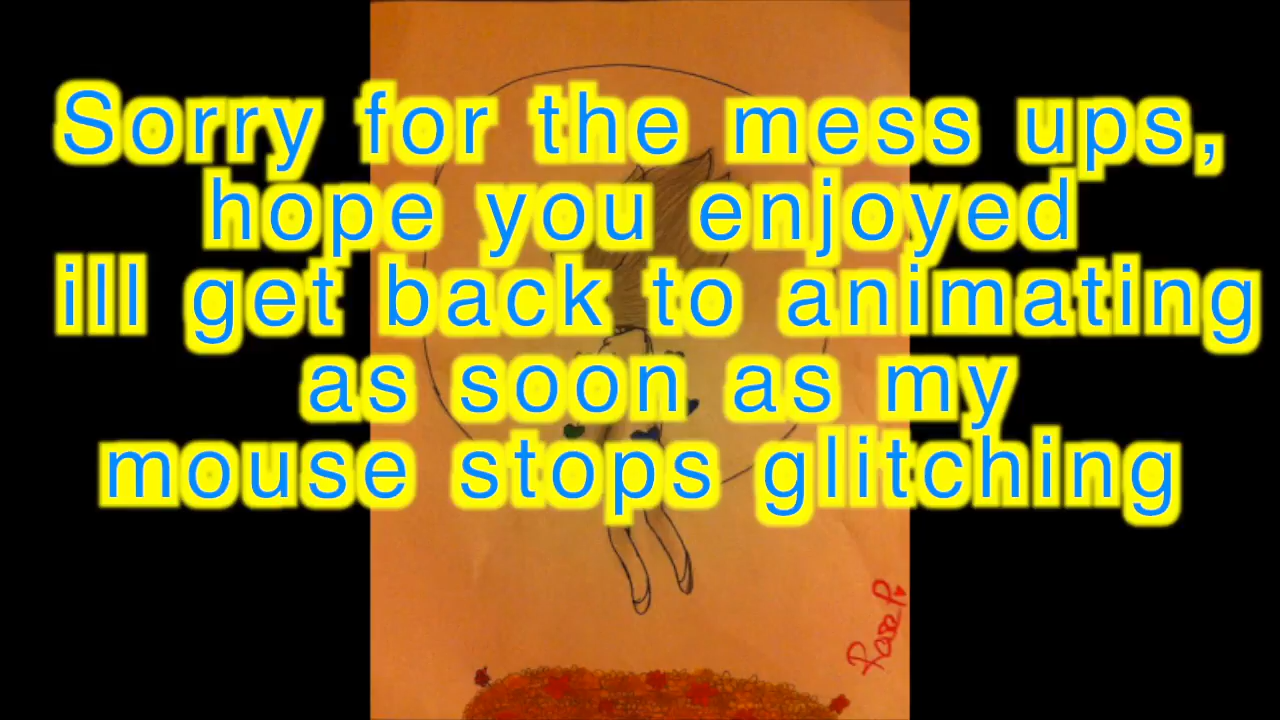 Sorry for the mess ups,
hope you enjoyed
ill get back to animating
as soon as my
mouse stops glitching
Rose P.